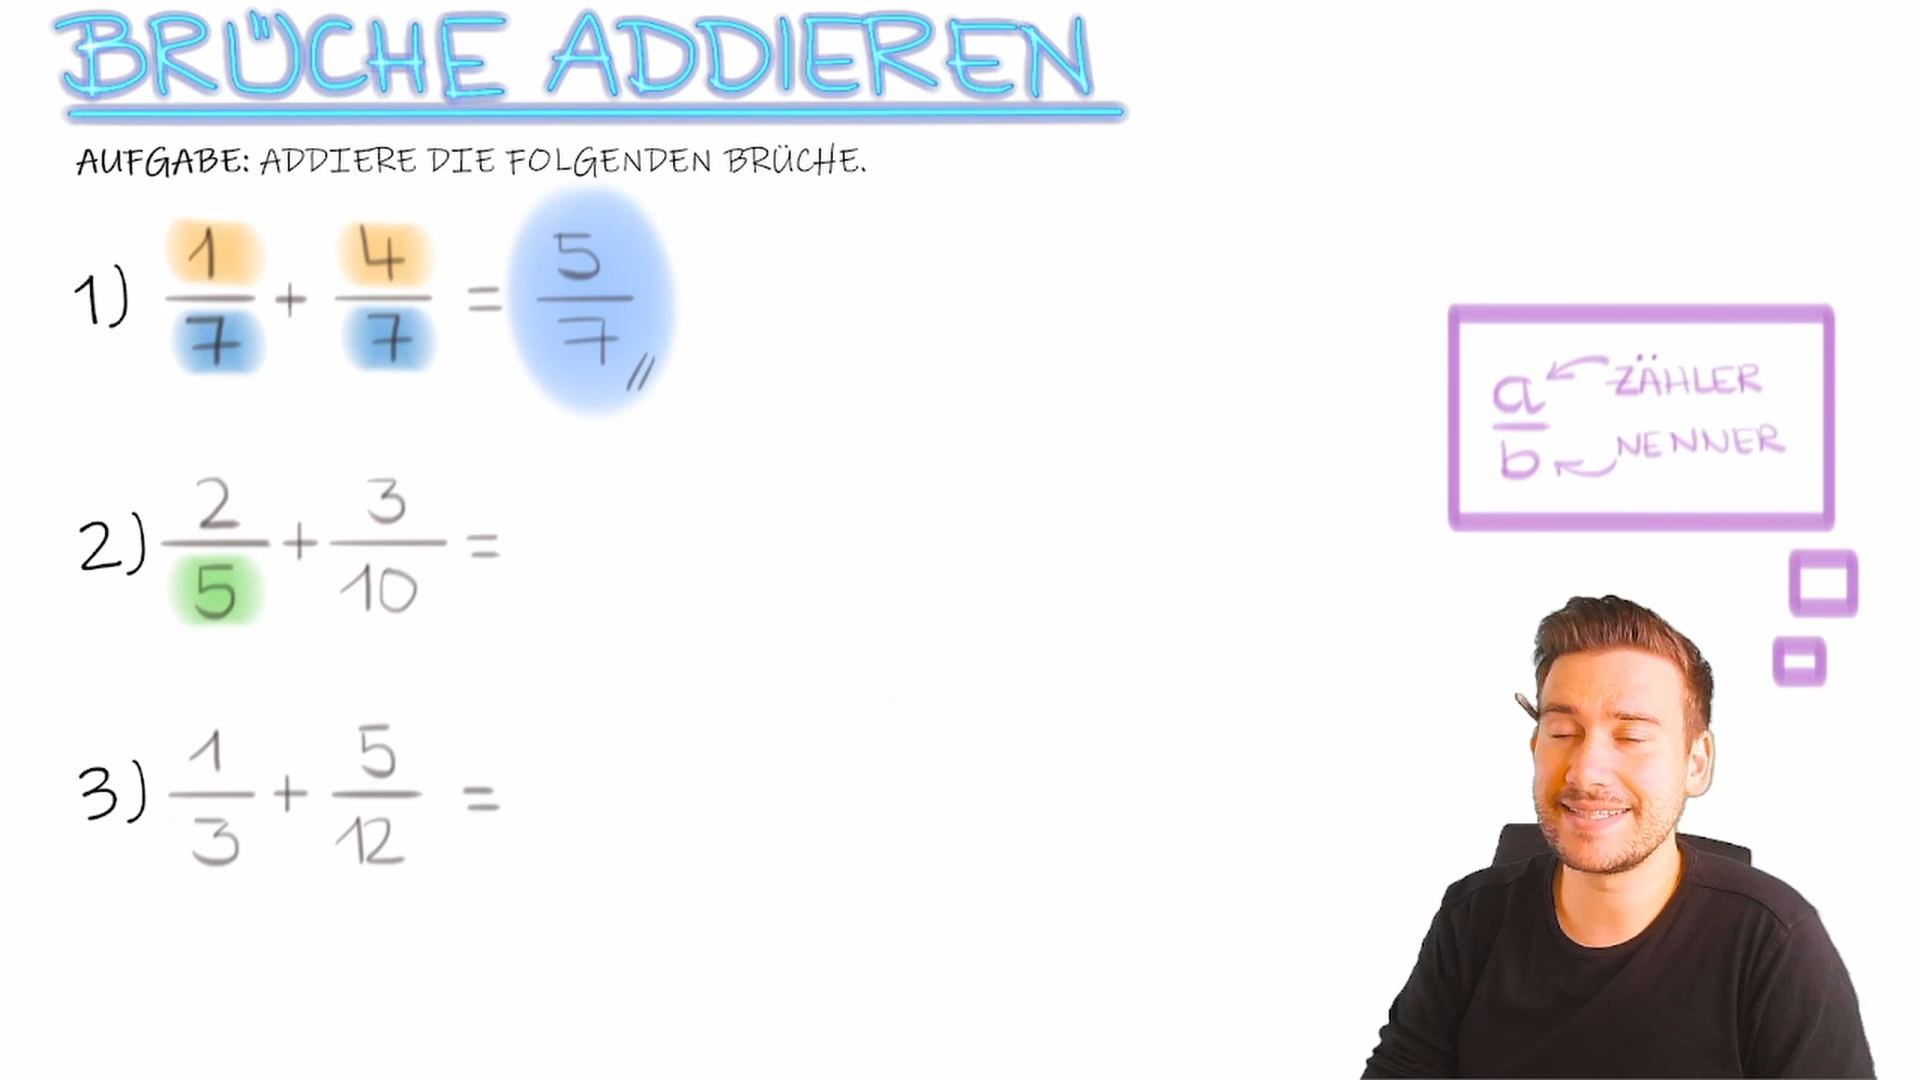 BRÜCHE ADDIEREN
AUFGABE: ADDIERE DIE FOLGENDEN BRÜCHE.
1) 1/7 + 4/7 = 5/7 //
a ZÄHLER
b NENNER
2) 2/5 + 3/10 =
3) 1/3 + 5/12 =